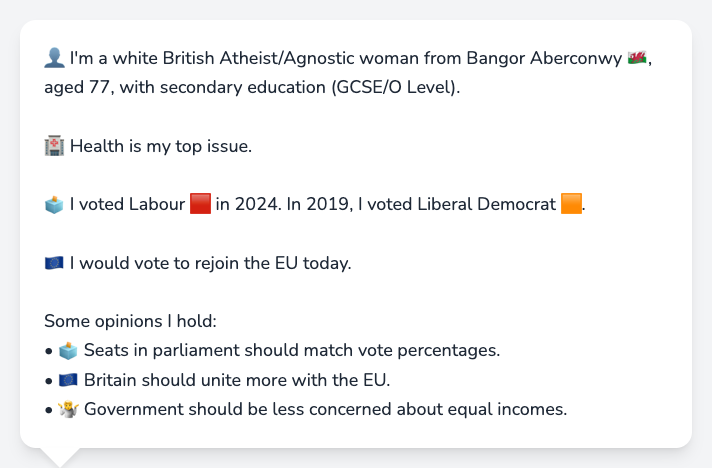 👤 I'm a white British Atheist/Agnostic woman from Bangor Aberconwy 🏴󠁧󠁢󠁷󠁬󠁳󠁿,
aged 77, with secondary education (GCSE/O Level).
🏥 Health is my top issue.
🗳️ I voted Labour 🟥 in 2024. In 2019, I voted Liberal Democrat 🟧.
🇪🇺 I would vote to rejoin the EU today.
Some opinions I hold:
• 🗳️ Seats in parliament should match vote percentages.
• 🇪🇺 Britain should unite more with the EU.
• 🤷 Government should be less concerned about equal incomes.